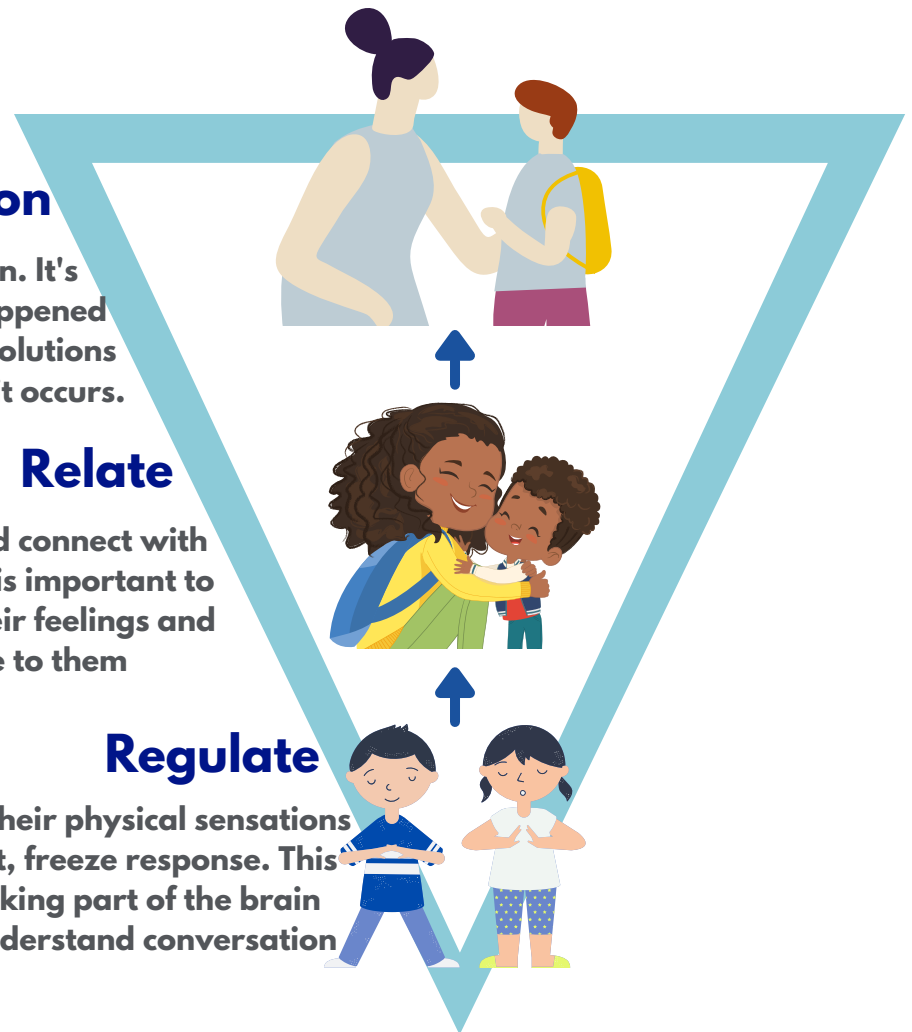 on
n. It's
ppened
olutions
t occurs.
Relate
d connect with
is important to
eir feelings and
e to them
Regulate
heir physical sensations
t, freeze response. This
king part of the brain
derstand conversation